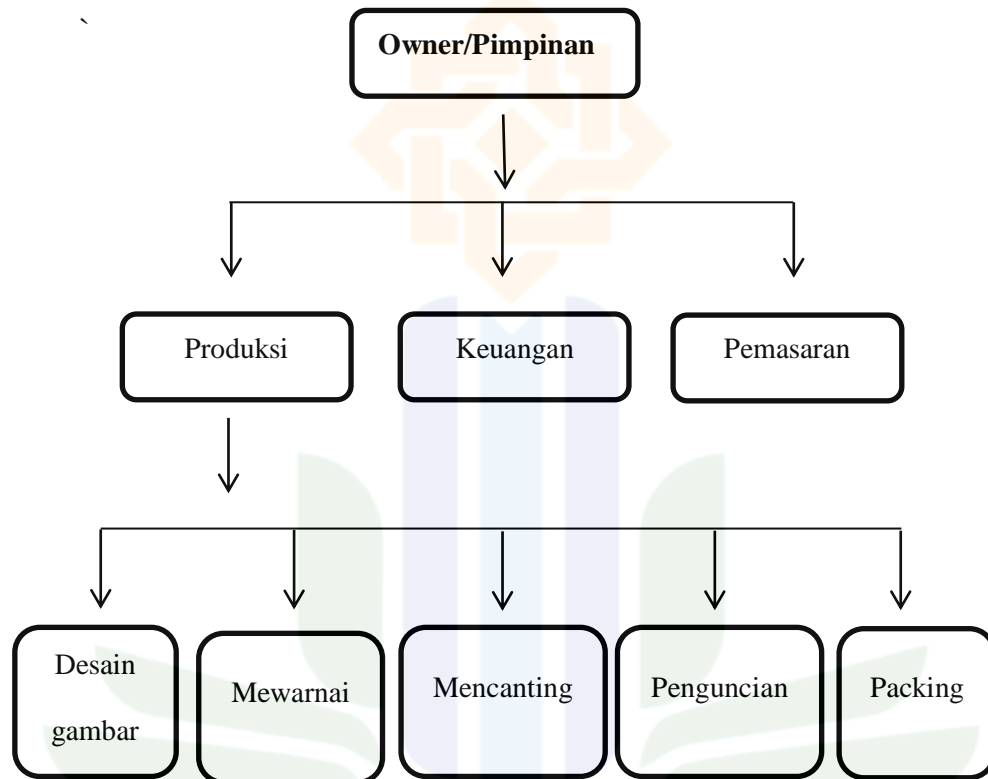 `
Owner/Pimpinan
Produksi
Keuangan
Pemasaran
Desain
gambar
Mewarnai
Mencanting
Penguncian
Packing